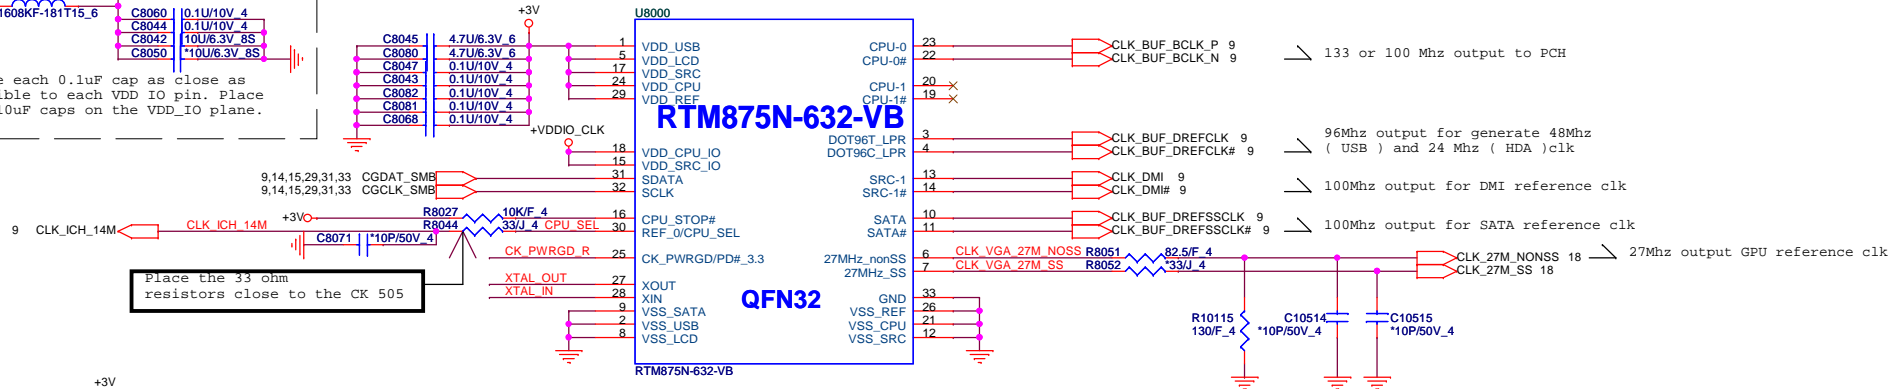 1608KF-181T15_6
C8060 0.1U/10V_4
C8044 0.1U/10V_4
C8042 10U/6.3V_8S
C8050 *10U/6.3V_8S
e each 0.1uF cap as close as
ible to each VDD IO pin. Place
10uF caps on the VDD_IO plane.
+3V
C8045 4.7U/6.3V_6
C8080 4.7U/6.3V_6
C8047 0.1U/10V_4
C8043 0.1U/10V_4
C8082 0.1U/10V_4
C8081 0.1U/10V_4
C8068 0.1U/10V_4
+VDDIO_CLK
9,14,15,29,31,33 CGDAT_SMB
9,14,15,29,31,33 CGCLK_SMB
+3V
R8027 10K/F_4
9 CLK_ICH_14M
CLK_ICH_14M
R8044 33/J_4 CPU_SEL
C8071 *10P/50V_4
CK_PWRGD_R
XTAL_OUT
XTAL_IN
Place the 33 ohm
resistors close to the CK 505
+3V
U8000
1 VDD_USB
5 VDD_LCD
17 VDD_SRC
24 VDD_CPU
29 VDD_REF
RTM875N-632-VB
18 VDD_CPU_IO
15 VDD_SRC_IO
31 SDATA
32 SCLK
16 CPU_STOP#
30 REF_0/CPU_SEL
25 CK_PWRGD/PD#_3.3
27 XOUT
28 XIN
9 VSS_SATA
2 VSS_USB
8 VSS_LCD
QFN32
CPU-0 23
CPU-0# 22
CPU-1 20
CPU-1# 19
DOT96T_LPR 3
DOT96C_LPR 4
SRC-1 13
SRC-1# 14
SATA 10
SATA# 11
27MHz_nonSS 6
27MHz_SS 7
GND 33
VSS_REF 26
VSS_CPU 21
VSS_SRC 12
RTM875N-632-VB
CLK_BUF_BCLK_P 9
CLK_BUF_BCLK_N 9
133 or 100 Mhz output to PCH
CLK_BUF_DREFCLK 9
CLK_BUF_DREFCLK# 9
96Mhz output for generate 48Mhz
( USB ) and 24 Mhz ( HDA )clk
CLK_DMI 9
CLK_DMI# 9
100Mhz output for DMI reference clk
CLK_BUF_DREFSSCLK 9
CLK_BUF_DREFSSCLK# 9
100Mhz output for SATA reference clk
CLK_VGA_27M_NOSS R8051 82.5/F_4
CLK_VGA_27M_SS R8052 *33/J_4
CLK_27M_NONSS 18
CLK_27M_SS 18
27Mhz output GPU reference clk
R10115
130/F_4
C10514
*10P/50V_4
C10515
*10P/50V_4